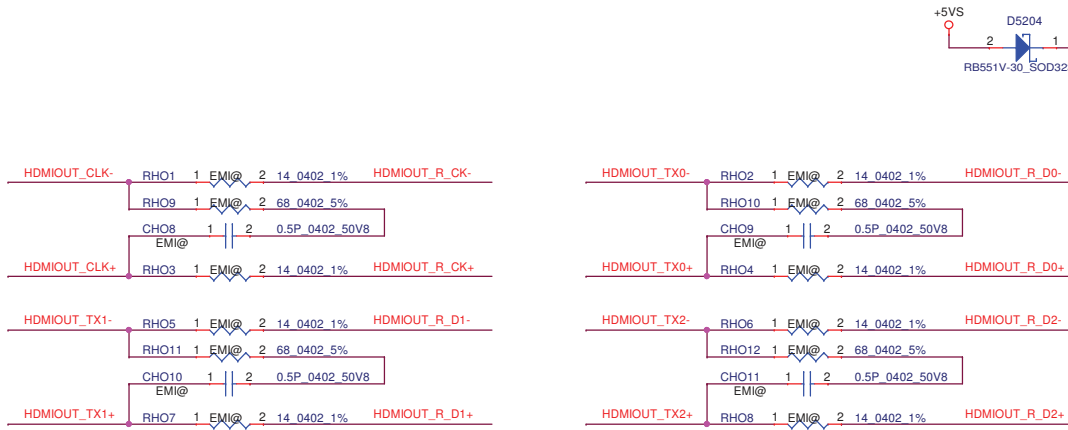 +5VS
D5204
2 1
RB551V-30_SOD32
HDMIOUT_CLK- RHO1 1 EMI@ 2 14_0402_1% HDMIOUT_R_CK-
RHO9 1 EMI@ 2 68_0402_5%
CHO8 1 2 0.5P_0402_50V8
EMI@
HDMIOUT_CLK+ RHO3 1 EMI@ 2 14_0402_1% HDMIOUT_R_CK+
HDMIOUT_TX1- RHO5 1 EMI@ 2 14_0402_1% HDMIOUT_R_D1-
RHO11 1 EMI@ 2 68_0402_5%
CHO10 1 2 0.5P_0402_50V8
EMI@
HDMIOUT_TX1+ RHO7 1 EMI@ 2 14_0402_1% HDMIOUT_R_D1+
HDMIOUT_TX0- RHO2 1 EMI@ 2 14_0402_1% HDMIOUT_R_D0-
RHO10 1 EMI@ 2 68_0402_5%
CHO9 1 2 0.5P_0402_50V8
EMI@
HDMIOUT_TX0+ RHO4 1 EMI@ 2 14_0402_1% HDMIOUT_R_D0+
HDMIOUT_TX2- RHO6 1 EMI@ 2 14_0402_1% HDMIOUT_R_D2-
RHO12 1 EMI@ 2 68_0402_5%
CHO11 1 2 0.5P_0402_50V8
EMI@
HDMIOUT_TX2+ RHO8 1 EMI@ 2 14_0402_1% HDMIOUT_R_D2+